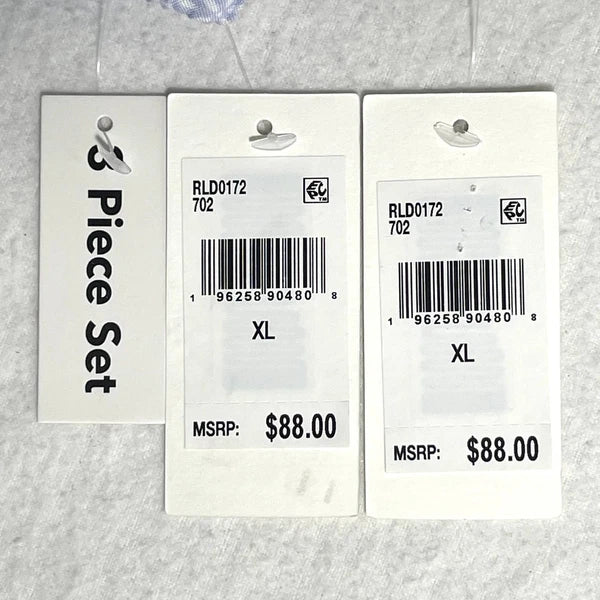 3 Piece Set
RLD0172
702
1 96258 90480 8
XL
MSRP: $88.00
RLD0172
702
1 96258 90480 8
XL
MSRP: $88.00